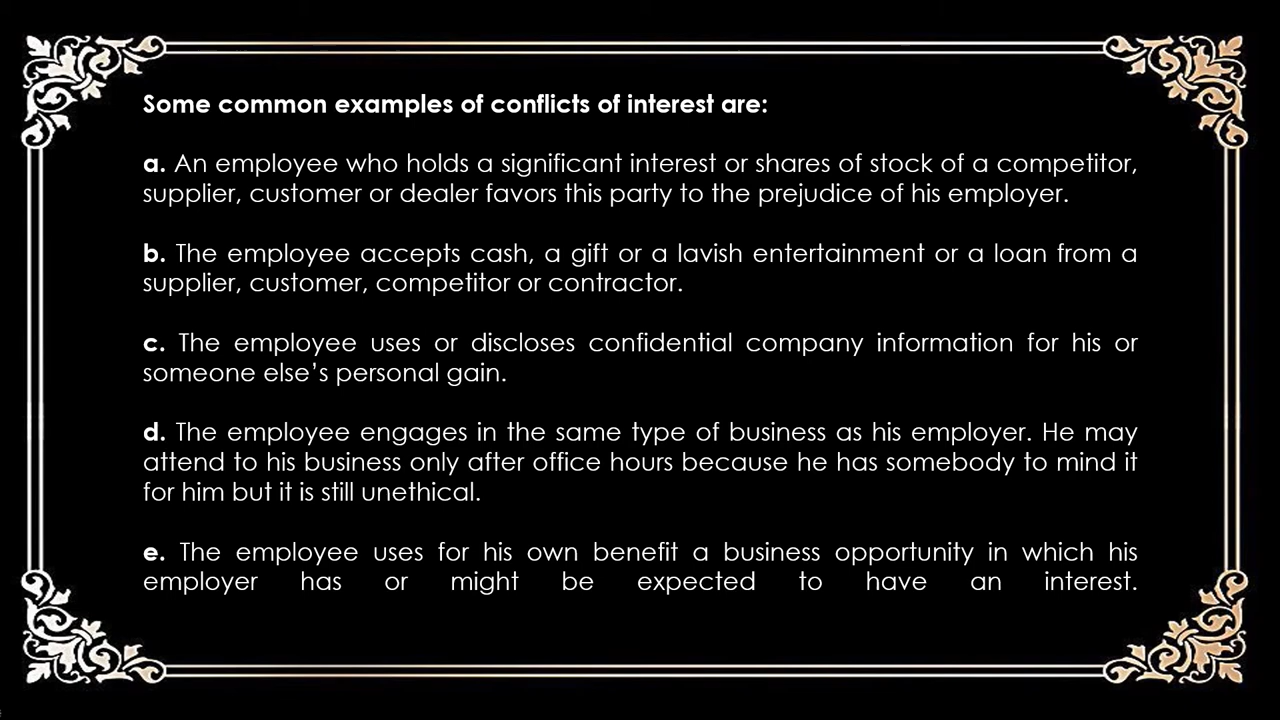 Some common examples of conflicts of interest are:
a. An employee who holds a significant interest or shares of stock of a competitor,
supplier, customer or dealer favors this party to the prejudice of his employer.
b. The employee accepts cash, a gift or a lavish entertainment or a loan from a
supplier, customer, competitor or contractor.
c. The employee uses or discloses confidential company information for his or
someone else’s personal gain.
d. The employee engages in the same type of business as his employer. He may
attend to his business only after office hours because he has somebody to mind it
for him but it is still unethical.
e. The employee uses for his own benefit a business opportunity in which his
employer has or might be expected to have an interest.